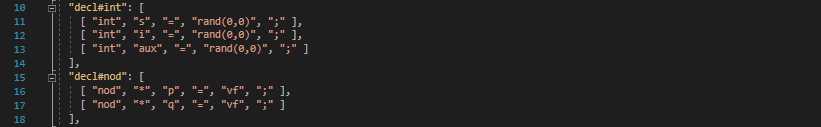 10 "decl#int": [
11 [ "int", "s", "=", "rand(0,0)", ";" ],
12 [ "int", "i", "=", "rand(0,0)", ";" ],
13 [ "int", "aux", "=", "rand(0,0)", ";" ]
14 ],
15 "decl#nod": [
16 [ "nod", "*", "p", "=", "vf", ";" ],
17 [ "nod", "*", "q", "=", "vf", ";" ]
18 ],